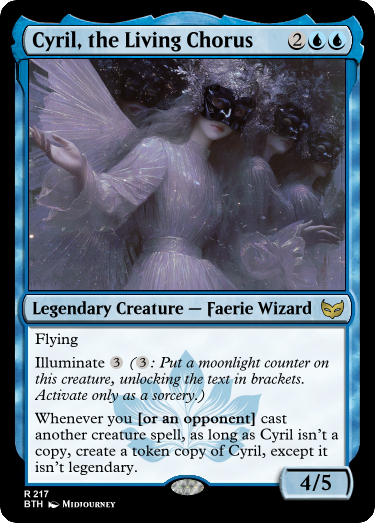 Cyril, the Living Chorus 2
Legendary Creature — Faerie Wizard
Flying
Illuminate 3 (3: Put a moonlight counter on
this creature, unlocking the text in brackets.
Activate only as a sorcery.)
Whenever you [or an opponent] cast
another creature spell, as long as Cyril isn't a
copy, create a token copy of Cyril, except it
isn't legendary.
4/5
R 217
BTH Midjourney